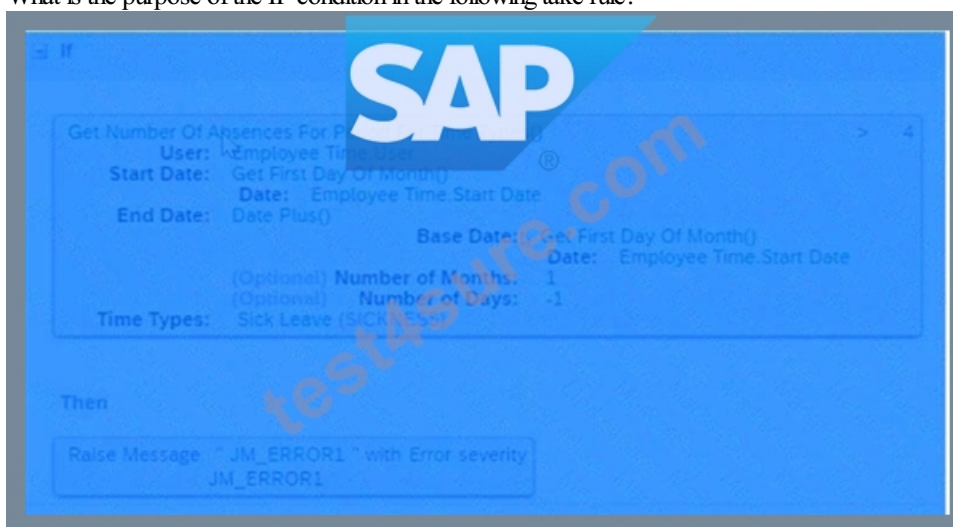 What is the purpose of the IF condition in the following take rule?
If
SAP
®
Get Number Of Absences For > 4
User: Employee Time.User
Start Date: Get First Day Of Month()
Date: Employee Time.Start Date
End Date: Date Plus()
Base Date: Get First Day Of Month()
Date: Employee Time.Start Date
(Optional) Number of Months: 1
(Optional) Number of Days: -1
Time Types: Sick Leave (SICKNESS)
test4sure.com
Then
Raise Message " JM_ERROR1 " with Error severity
JM_ERROR1